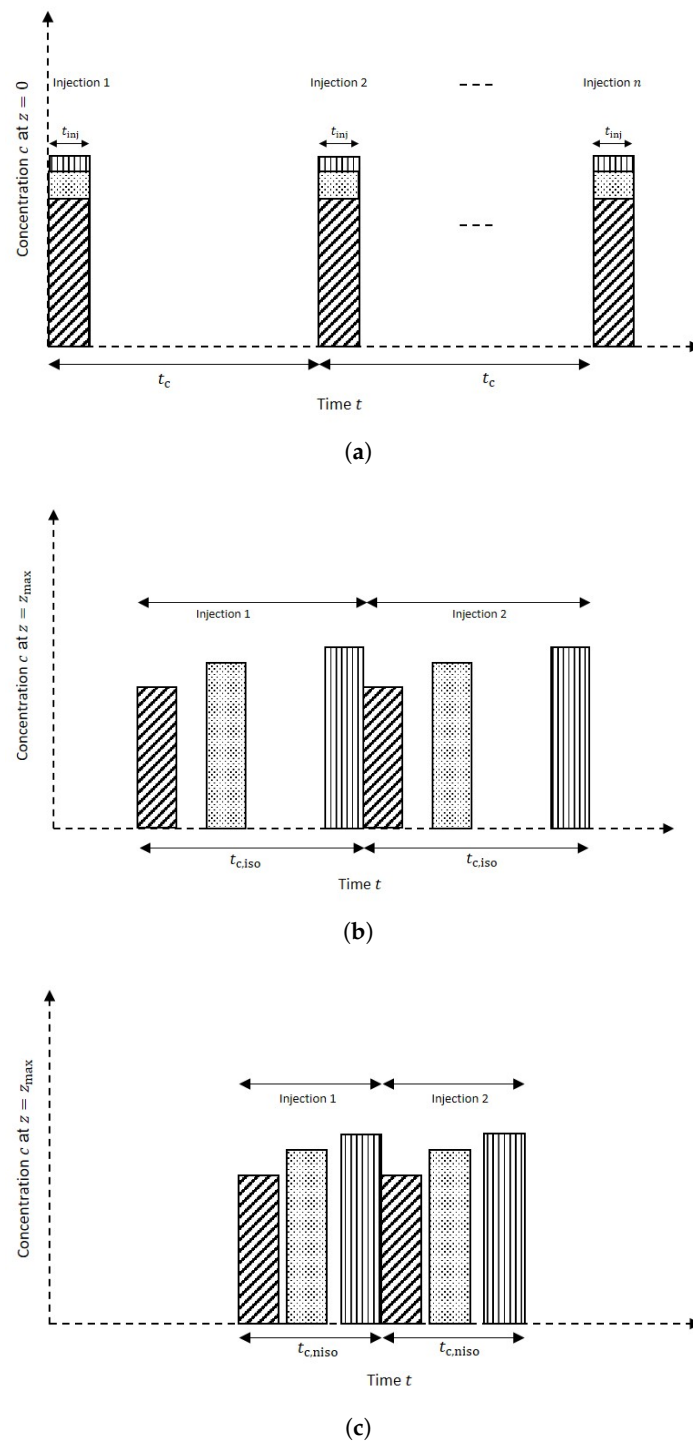 Concentration c at z = 0
Injection 1
Injection 2
Injection n
t_inj
t_inj
t_inj
t_c
t_c
Time t
(a)
Concentration c at z = z_max
Injection 1
Injection 2
t_c,iso
t_c,iso
Time t
(b)
Concentration c at z = z_max
Injection 1
Injection 2
t_c,niso
t_c,niso
Time t
(c)